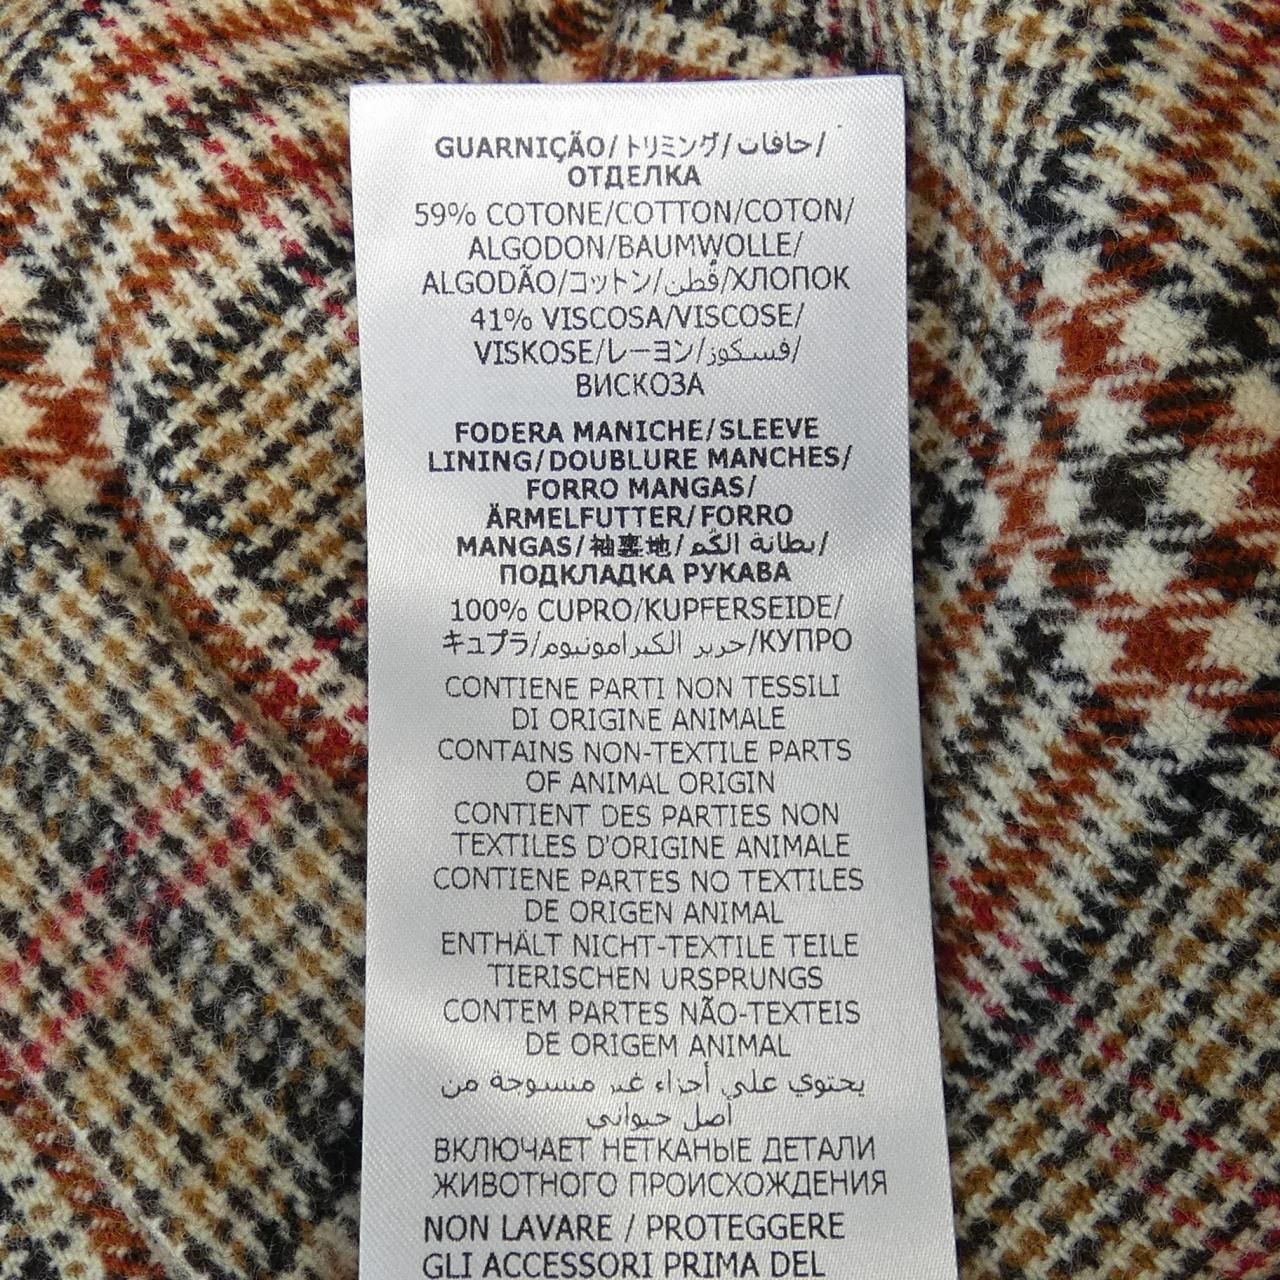 GUARNIÇÃO/トリミング/حافات/
ОТДЕЛКА
59% COTONE/COTTON/COTON/
ALGODON/BAUMWOLLE/
ALGODÃO/コットン/قطن/ХЛОПОК
41% VISCOSA/VISCOSE/
VISKOSE/レーヨン/فسكوز/
ВИСКОЗА
FODERA MANICHE/SLEEVE
LINING/DOUBLURE MANCHES/
FORRO MANGAS/
ÄRMELFUTTER/FORRO
MANGAS/袖裏地/بطانة الكم/
ПОДКЛАДКА РУКАВА
100% CUPRO/KUPFERSEIDE/
キュプラ/حرير الكبرامونيوم/КУПРО
CONTIENE PARTI NON TESSILI
DI ORIGINE ANIMALE
CONTAINS NON-TEXTILE PARTS
OF ANIMAL ORIGIN
CONTIENT DES PARTIES NON
TEXTILES D'ORIGINE ANIMALE
CONTIENE PARTES NO TEXTILES
DE ORIGEN ANIMAL
ENTHÄLT NICHT-TEXTILE TEILE
TIERISCHEN URSPRUNGS
CONTEM PARTES NÃO-TEXTEIS
DE ORIGEM ANIMAL
يحتوي على أجزاء غير منسوجة من
أصل حيواني
ВКЛЮЧАЕТ НЕТКАНЫЕ ДЕТАЛИ
ЖИВОТНОГО ПРОИСХОЖДЕНИЯ
NON LAVARE / PROTEGGERE
GLI ACCESSORI PRIMA DEL